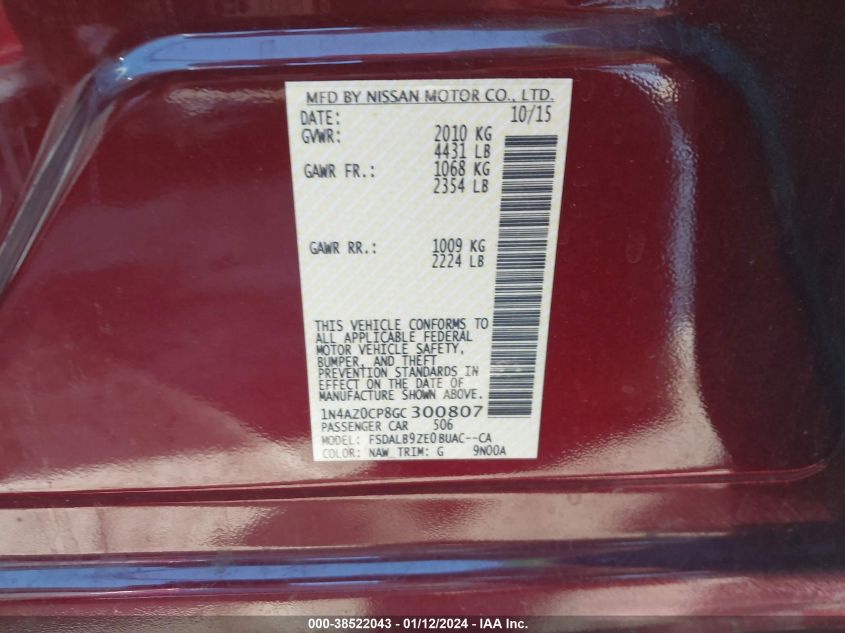 MFD BY NISSAN MOTOR CO., LTD.
DATE: 10/15
GVWR: 2010 KG
4431 LB
GAWR FR.: 1068 KG
2354 LB
GAWR RR.: 1009 KG
2224 LB
THIS VEHICLE CONFORMS TO
ALL APPLICABLE FEDERAL
MOTOR VEHICLE SAFETY,
BUMPER, AND THEFT
PREVENTION STANDARDS IN
EFFECT ON THE DATE OF
MANUFACTURE SHOWN ABOVE.
1N4AZ0CP8GC300807
PASSENGER CAR 506
MODEL: FSDALB9ZE0BUAC--CA
COLOR: NAW TRIM: G 9N00A
000-38522043 - 01/12/2024 - IAA Inc.